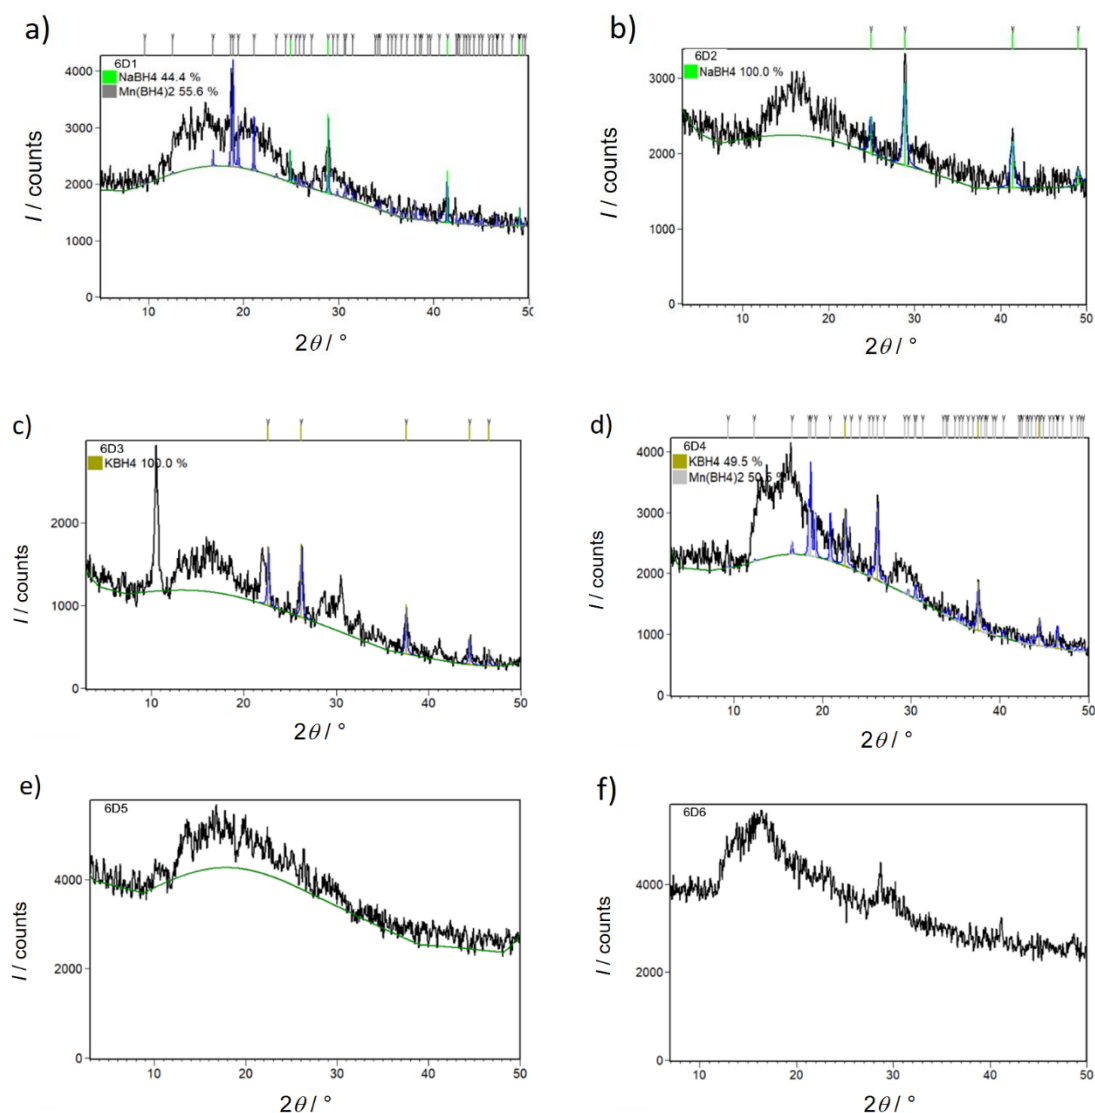 a)
6D1
NaBH4 44.4 %
Mn(BH4)2 55.6 %
4000
3000
2000
1000
0
10
20
30
40
50
I / counts
2θ / °
b)
6D2
NaBH4 100.0 %
3000
2000
1000
0
10
20
30
40
50
I / counts
2θ / °
c)
6D3
KBH4 100.0 %
2000
1000
0
10
20
30
40
50
I / counts
2θ / °
d)
6D4
KBH4 49.5 %
Mn(BH4)2 50.5 %
4000
3000
2000
1000
0
10
20
30
40
50
I / counts
2θ / °
e)
6D5
4000
2000
0
10
20
30
40
50
I / counts
2θ / °
f)
6D6
4000
2000
0
10
20
30
40
50
I / counts
2θ / °